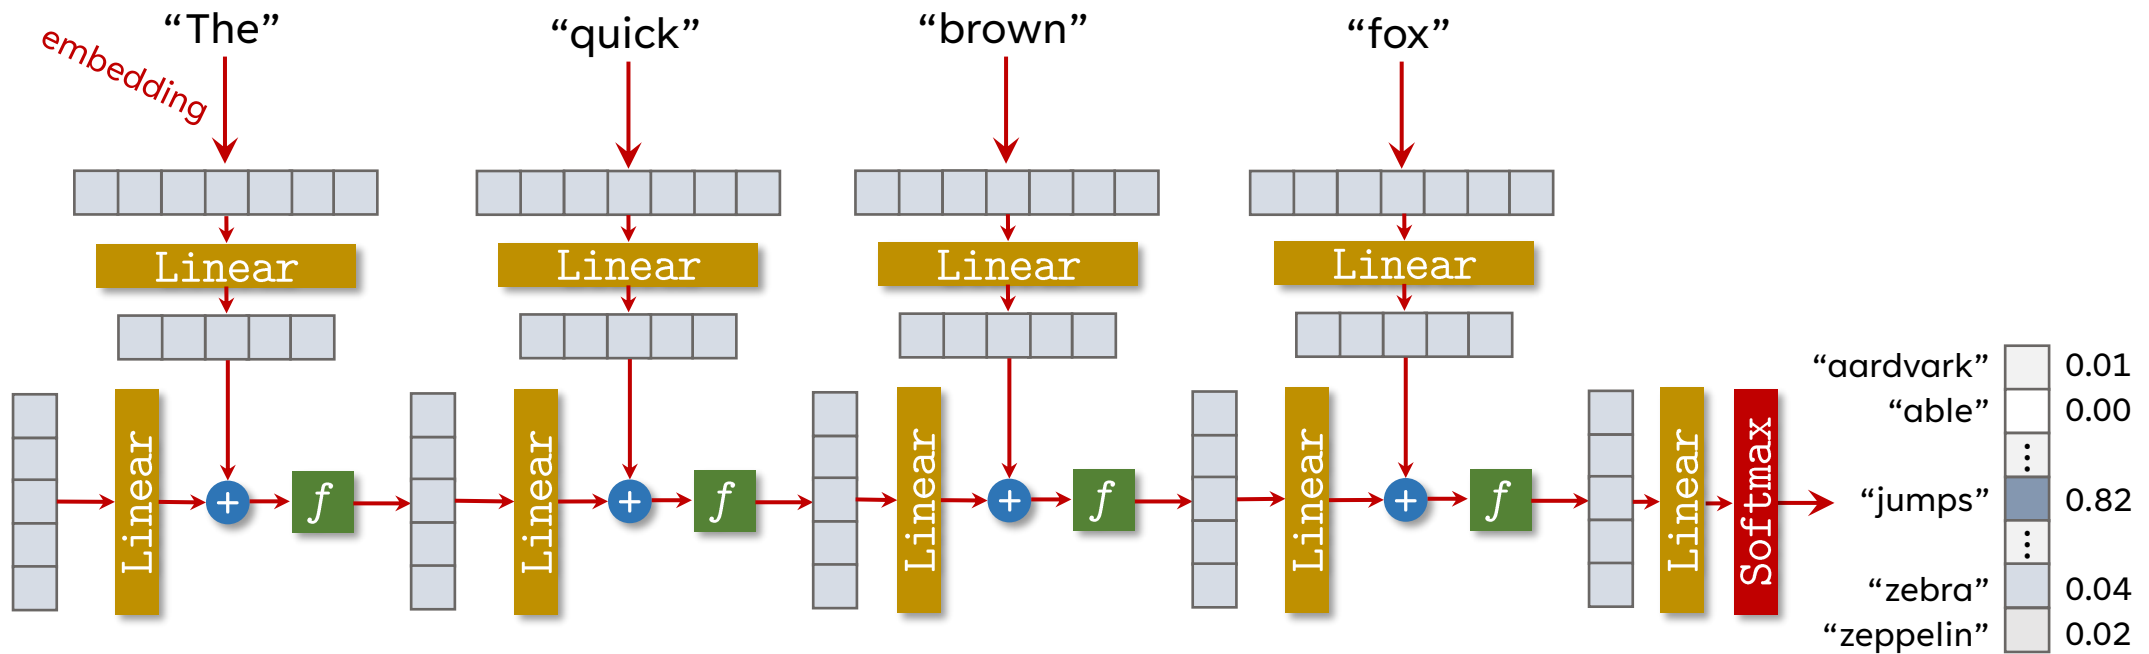 “The”
“quick”
“brown”
“fox”
embedding
Linear
Linear
Linear
Linear
Linear
+
f
Linear
+
f
Linear
+
f
Linear
+
f
Linear
Softmax
“aardvark” 0.01
“able” 0.00
⋮
“jumps” 0.82
⋮
“zebra” 0.04
“zeppelin” 0.02